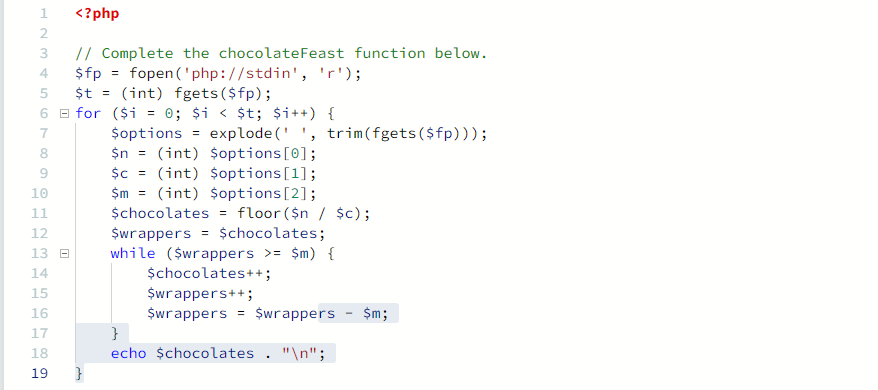 1 <?php
2
3 // Complete the chocolateFeast function below.
4 $fp = fopen('php://stdin', 'r');
5 $t = (int) fgets($fp);
6 for ($i = 0; $i < $t; $i++) {
7     $options = explode(' ', trim(fgets($fp)));
8     $n = (int) $options[0];
9     $c = (int) $options[1];
10     $m = (int) $options[2];
11     $chocolates = floor($n / $c);
12     $wrappers = $chocolates;
13     while ($wrappers >= $m) {
14         $chocolates++;
15         $wrappers++;
16         $wrappers = $wrappers - $m;
17     }
18     echo $chocolates . "\n";
19 }